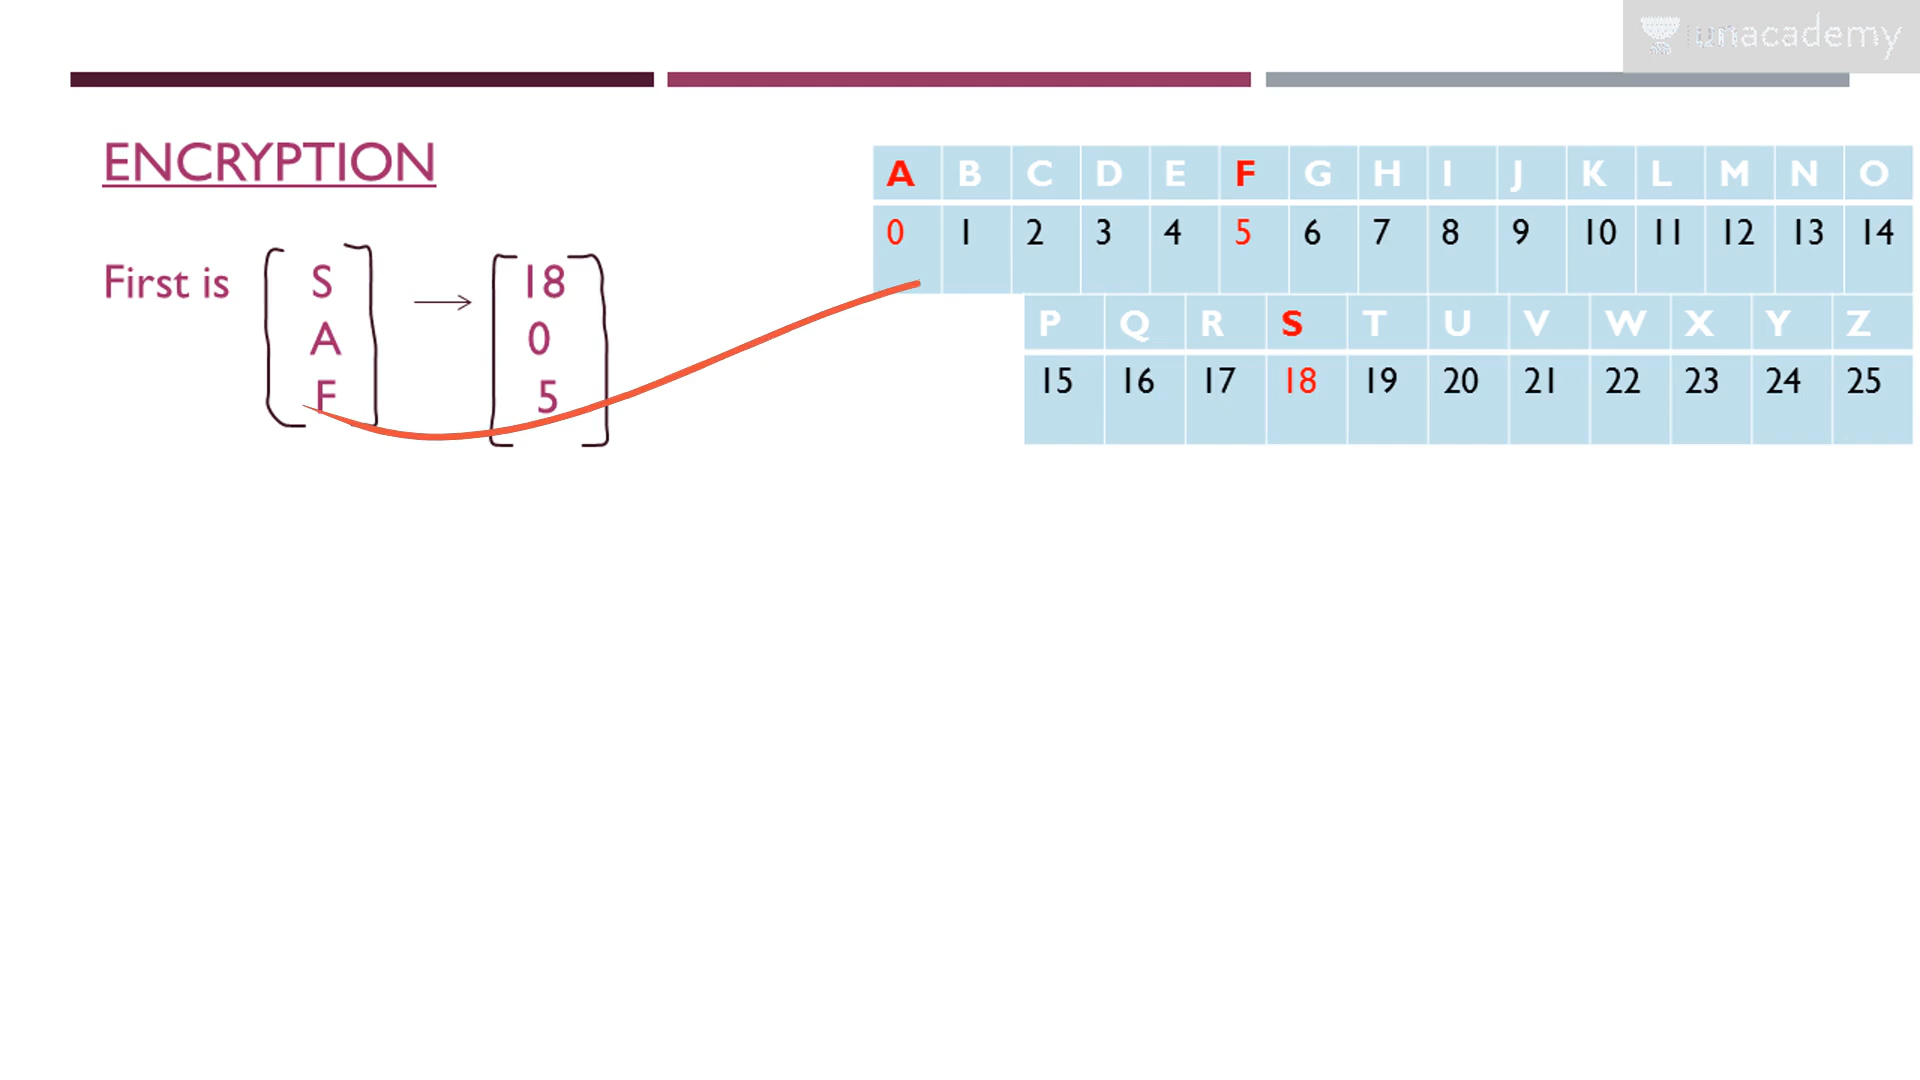 unacademy
ENCRYPTION
First is
S
A
F
18
0
5
A B C D E F G H I J K L M N O
0 1 2 3 4 5 6 7 8 9 10 11 12 13 14
P Q R S T U V W X Y Z
15 16 17 18 19 20 21 22 23 24 25